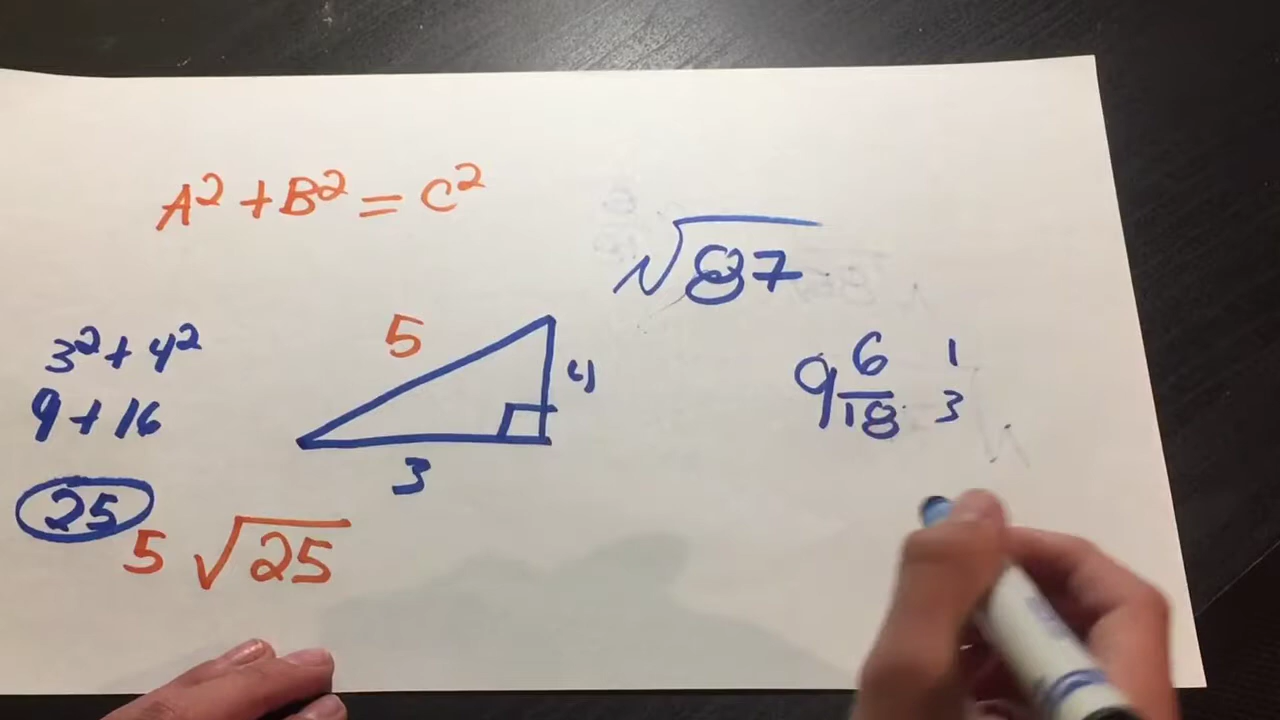 A² + B² = C²
√87
3² + 4²
9 + 16
25
5
4
3
5 √25
9 6/18 1
3